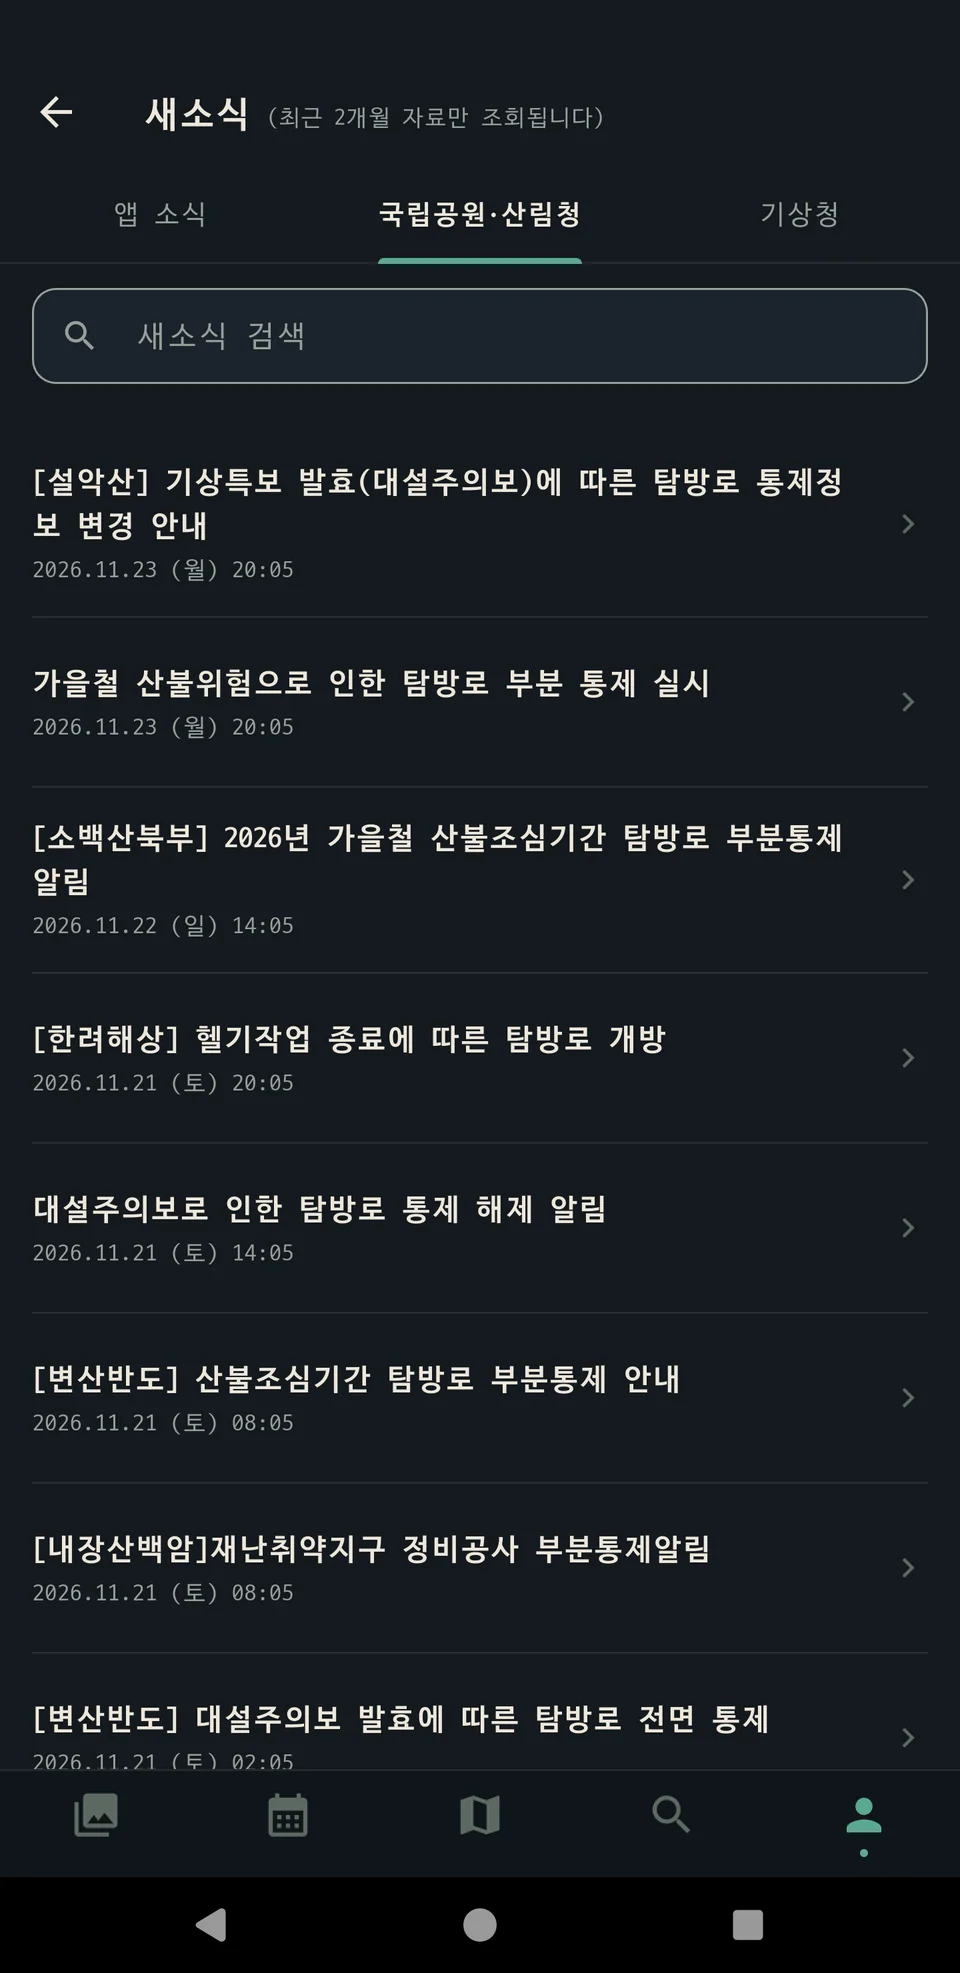 새소식 (최근 2개월 자료만 조회됩니다)
앱 소식
국립공원·산림청
기상청
새소식 검색
[설악산] 기상특보 발효(대설주의보)에 따른 탐방로 통제정
보 변경 안내
2026.11.23 (월) 20:05
가을철 산불위험으로 인한 탐방로 부분 통제 실시
2026.11.23 (월) 20:05
[소백산북부] 2026년 가을철 산불조심기간 탐방로 부분통제
알림
2026.11.22 (일) 14:05
[한려해상] 헬기작업 종료에 따른 탐방로 개방
2026.11.21 (토) 20:05
대설주의보로 인한 탐방로 통제 해제 알림
2026.11.21 (토) 14:05
[변산반도] 산불조심기간 탐방로 부분통제 안내
2026.11.21 (토) 08:05
[내장산백암]재난취약지구 정비공사 부분통제알림
2026.11.21 (토) 08:05
[변산반도] 대설주의보 발효에 따른 탐방로 전면 통제
2026.11.21 (토) 02:05